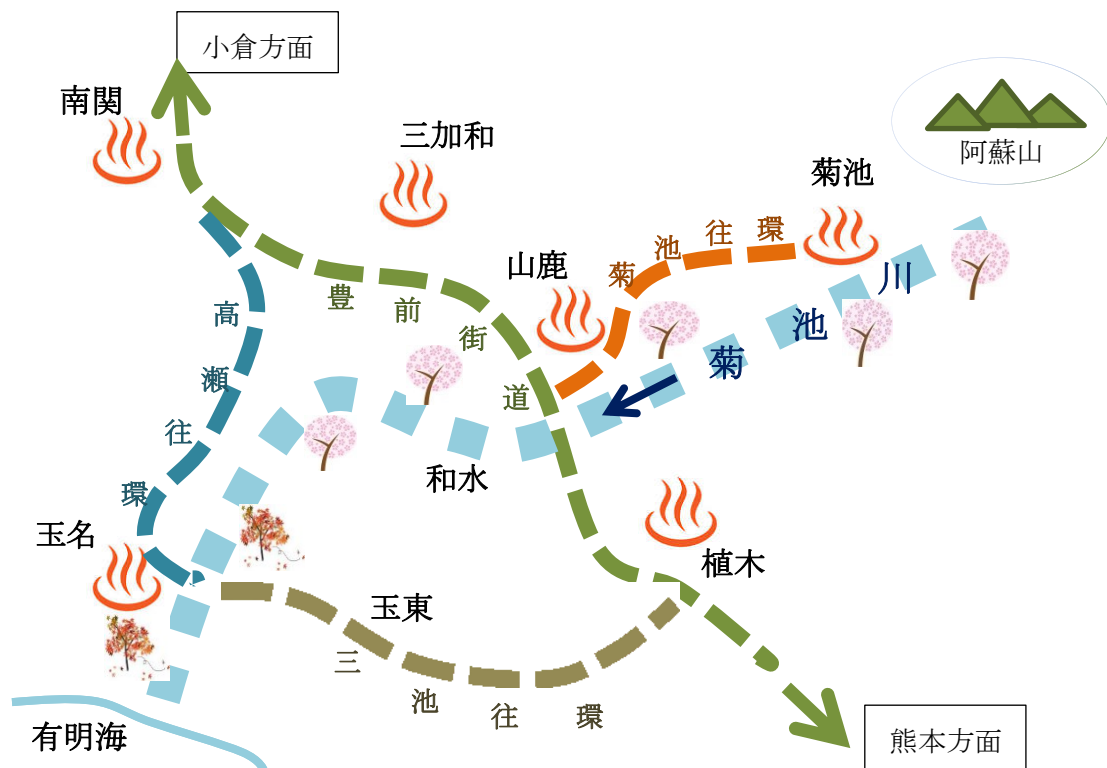 小倉方面
南関
三加和
阿蘇山
菊池
菊池往環
山鹿
豊前街道
高瀬往環
菊池川
和水
玉名
植木
玉東
三池往環
有明海
熊本方面